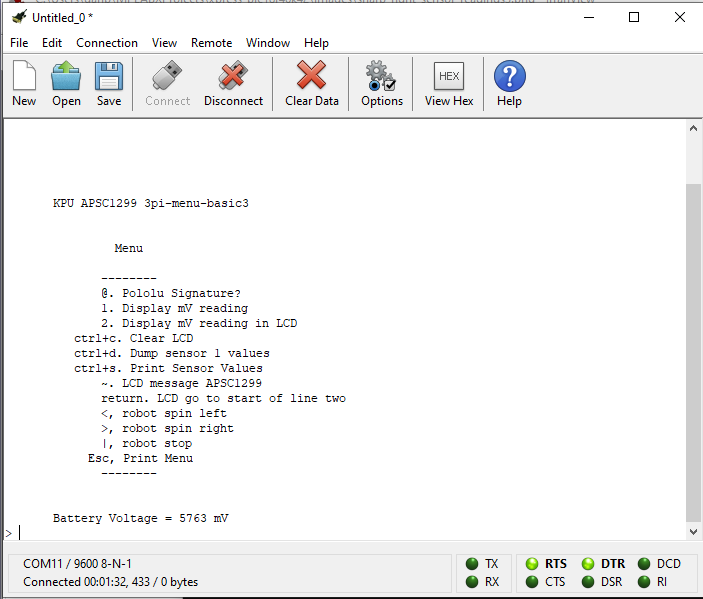 Untitled_0 *
File Edit Connection View Remote Window Help
New Open Save Connect Disconnect Clear Data Options HEX View Hex ? Help
KPU APSC1299 3pi-menu-basic3
Menu
--------
@. Pololu Signature?
1. Display mV reading
2. Display mV reading in LCD
ctrl+c. Clear LCD
ctrl+d. Dump sensor 1 values
ctrl+s. Print Sensor Values
~. LCD message APSC1299
return. LCD go to start of line two
<, robot spin left
>, robot spin right
|, robot stop
Esc, Print Menu
--------
Battery Voltage = 5763 mV
>
COM11 / 9600 8-N-1
Connected 00:01:32, 433 / 0 bytes
TX RTS DTR DCD
RX CTS DSR RI